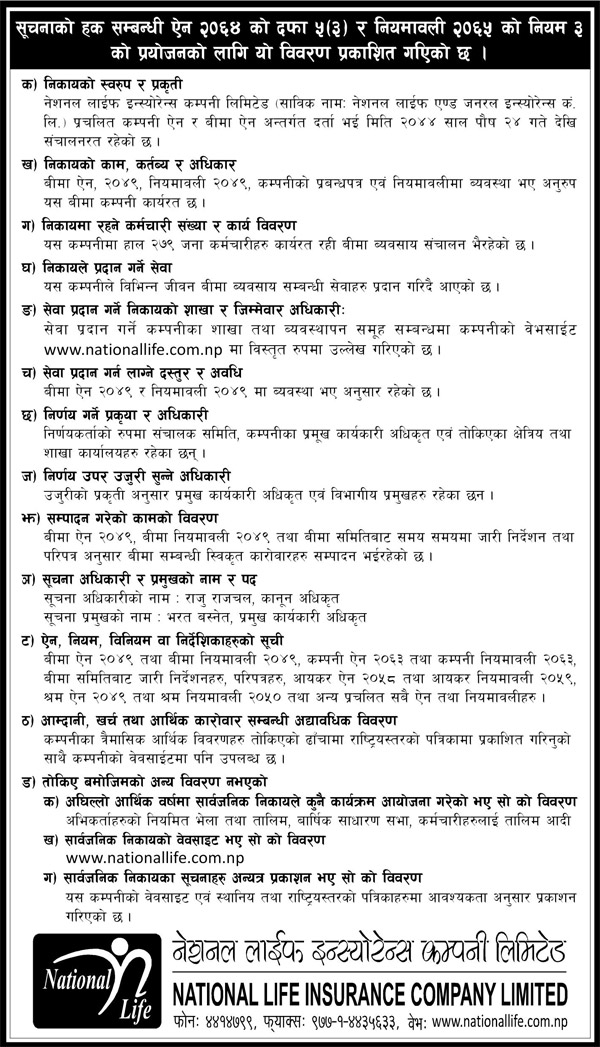 सूचनाको हक सम्बन्धी ऐन २०६४ को दफा ५(३) र नियमावली २०६५ को नियम ३
को प्रयोजनको लागि यो विवरण प्रकाशित गरिएको छ ।
क) निकायको स्वरुप र प्रकृती
नेशनल लाईफ इन्स्योरेन्स कम्पनी लिमिटेड (साविक नामः नेशनल लाईफ एण्ड जनरल इन्स्योरेन्स कं.
लि.) प्रचलित कम्पनी ऐन र बीमा ऐन अन्तर्गत दर्ता भई मिति २०४४ साल पौष २४ गते देखि
संचालनरत रहेको छ ।
ख) निकायको काम, कर्तब्य र अधिकार
बीमा ऐन, २०४९, नियमावली २०४९, कम्पनीको प्रबन्धपत्र एवं नियमावलीमा ब्यवस्था भए अनुरुप
यस बीमा कम्पनी कार्यरत छ ।
ग) निकायमा रहने कर्मचारी संख्या र कार्य विवरण
यस कम्पनीमा हाल २७९ जना कर्मचारीहरु कार्यरत रही बीमा ब्यवसाय संचालन भैरहेको छ ।
घ) निकायले प्रदान गर्ने सेवा
यस कम्पनीले विभिन्न जीवन बीमा ब्यवसाय सम्बन्धी सेवाहरु प्रदान गरिदै आएको छ ।
ङ) सेवा प्रदान गर्ने निकायको शाखा र जिम्मेवार अधिकारीः
सेवा प्रदान गर्ने कम्पनीका शाखा तथा ब्यवस्थापन समूह सम्बन्धमा कम्पनीको वेभसाईट
www.nationallife.com.np मा विस्तृत रुपमा उल्लेख गरिएको छ ।
च) सेवा प्रदान गर्न लाग्ने दस्तुर र अवधि
बीमा ऐन २०४९ र नियमावली २०४९ मा ब्यवस्था भए अनुसार रहेको छ ।
छ) निर्णय गर्ने प्रकृया र अधिकारी
निर्णयकर्ताको रुपमा संचालक समिति, कम्पनीका प्रमूख कार्यकारी अधिकृत एवं तोकिएका क्षेत्रिय तथा
शाखा कार्यालयहरु रहेका छन् ।
ज) निर्णय उपर उजुरी सुन्ने अधिकारी
उजुरीको प्रकृती अनुसार प्रमुख कार्यकारी अधिकृत एवं विभागीय प्रमुखहरु रहेका छन ।
झ) सम्पादन गरेको कामको विवरण
बीमा ऐन २०४९, बीमा नियमावली २०४९ तथा बीमा समितिबाट समय समयमा जारी निर्देशन तथा
परिपत्र अनुसार बीमा सम्बन्धी स्विकृत कारोवारहरु सम्पादन भईरहेको छ ।
ञ) सूचना अधिकारी र प्रमुखको नाम र पद
सूचना अधिकारीको नाम : राजु राजचल, कानून अधिकृत
सूचना प्रमुखको नाम : भरत बस्नेत, प्रमुख कार्यकारी अधिकृत
ट) ऐन, नियम, विनियम वा निर्देशिकाहरुको सूची
बीमा ऐन २०४९ तथा बीमा नियमावली २०४९, कम्पनी ऐन २०६३ तथा कम्पनी नियमावली २०६३,
बीमा समितिबाट जारी निर्देशनहरु, परिपत्रहरु, आयकर ऐन २०५८ तथा आयकर नियमावली २०५९,
श्रम ऐन २०४९ तथा श्रम नियमावली २०५० तथा अन्य प्रचलित सबै ऐन तथा नियमावलीहरु ।
ठ) आम्दानी, खर्च तथा आर्थिक कारोवार सम्बन्धी अद्यावधिक विवरण
कम्पनीका त्रैमासिक आर्थिक विवरणहरु तोकिएको ढाँचामा राष्ट्रियस्तरको पत्रिकामा प्रकाशित गरिनुको
साथै कम्पनीको वेवसाईटमा पनि उपलब्ध छ ।
ड) तोकिए बमोजिमको अन्य विवरण नभएको
क) अघिल्लो आर्थिक वर्षमा सार्वजनिक निकायले कुनै कार्यक्रम आयोजना गरेको भए सो को विवरण
अभिकर्ताहरुको नियमित भेला तथा तालिम, बार्षिक साधारण सभा, कर्मचारीहरुलाई तालिम आदी
ख) सार्वजनिक निकायको वेवसाइट भए सो को विवरण
www.nationallife.com.np
ग) सार्वजनिक निकायका सूचनाहरु अन्यत्र प्रकाशन भए सो को विवरण
यस कम्पनीको वेवसाइट एवं स्थानिय तथा राष्ट्रियस्तरको पत्रिकाहरुमा आवश्यकता अनुसार प्रकाशन
गरिएको छ ।
National Life
नेशनल लाईफ इन्स्योरेन्स कम्पनी लिमिटेड
NATIONAL LIFE INSURANCE COMPANY LIMITED
फोनः ४४१४७९९, फ्याक्सः ९७७-१-४४३५६३३, वेभः www.nationallife.com.np